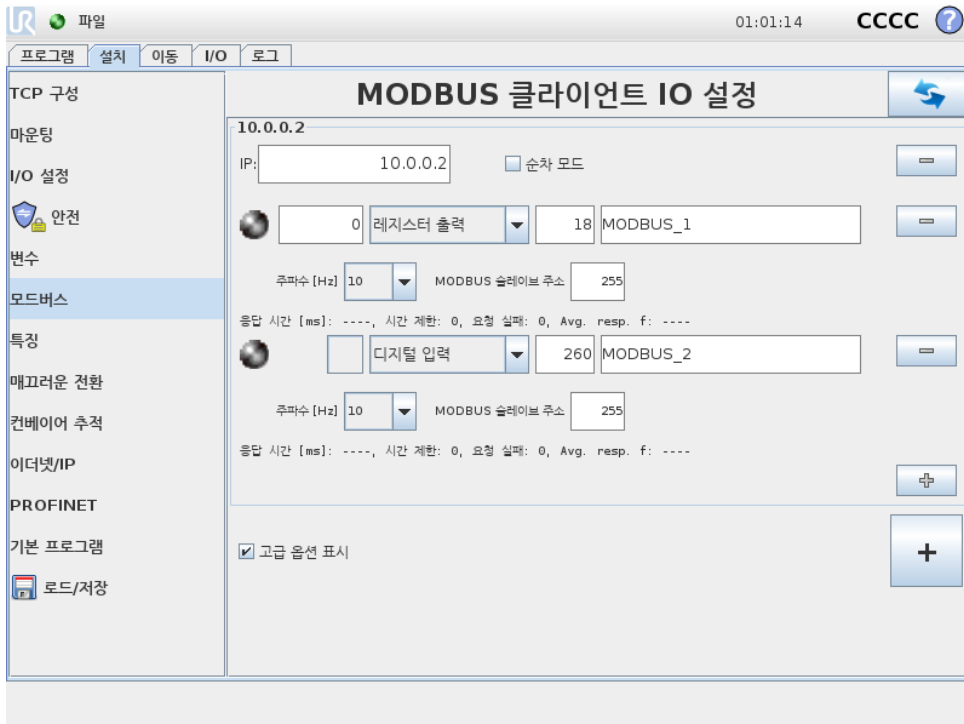 UR 파일 01:01:14 CCCC ?
프로그램 설치 이동 I/O 로그
TCP 구성
마운팅
I/O 설정
안전
변수
모드버스
특징
매끄러운 전환
컨베이어 추적
이더넷/IP
PROFINET
기본 프로그램
로드/저장
MODBUS 클라이언트 IO 설정
10.0.0.2
IP: 10.0.0.2 순차 모드
0 레지스터 출력 18 MODBUS_1
주파수 [Hz] 10 MODBUS 슬레이브 주소 255
응답 시간 [ms]: ----, 시간 제한: 0, 요청 실패: 0, Avg. resp. f: ----
디지털 입력 260 MODBUS_2
주파수 [Hz] 10 MODBUS 슬레이브 주소 255
응답 시간 [ms]: ----, 시간 제한: 0, 요청 실패: 0, Avg. resp. f: ----
고급 옵션 표시